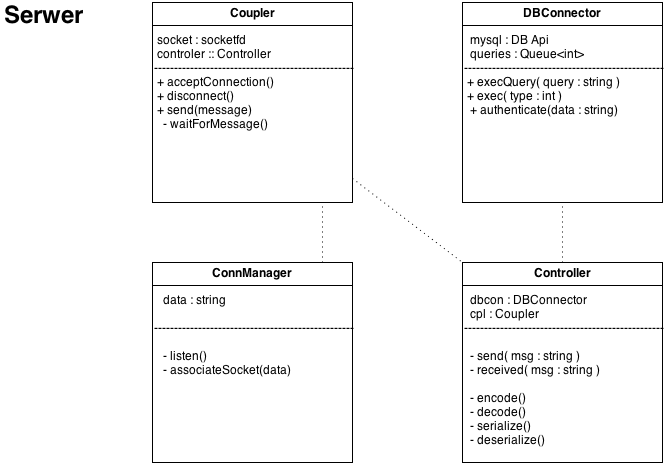 Serwer
Coupler
socket : socketfd
controler :: Controller
+ acceptConnection()
+ disconnect()
+ send(message)
- waitForMessage()
DBConnector
mysql : DB Api
queries : Queue<int>
+ execQuery( query : string )
+ exec( type : int )
+ authenticate(data : string)
ConnManager
data : string
- listen()
- associateSocket(data)
Controller
dbcon : DBConnector
cpl : Coupler
- send( msg : string )
- received( msg : string )
- encode()
- decode()
- serialize()
- deserialize()